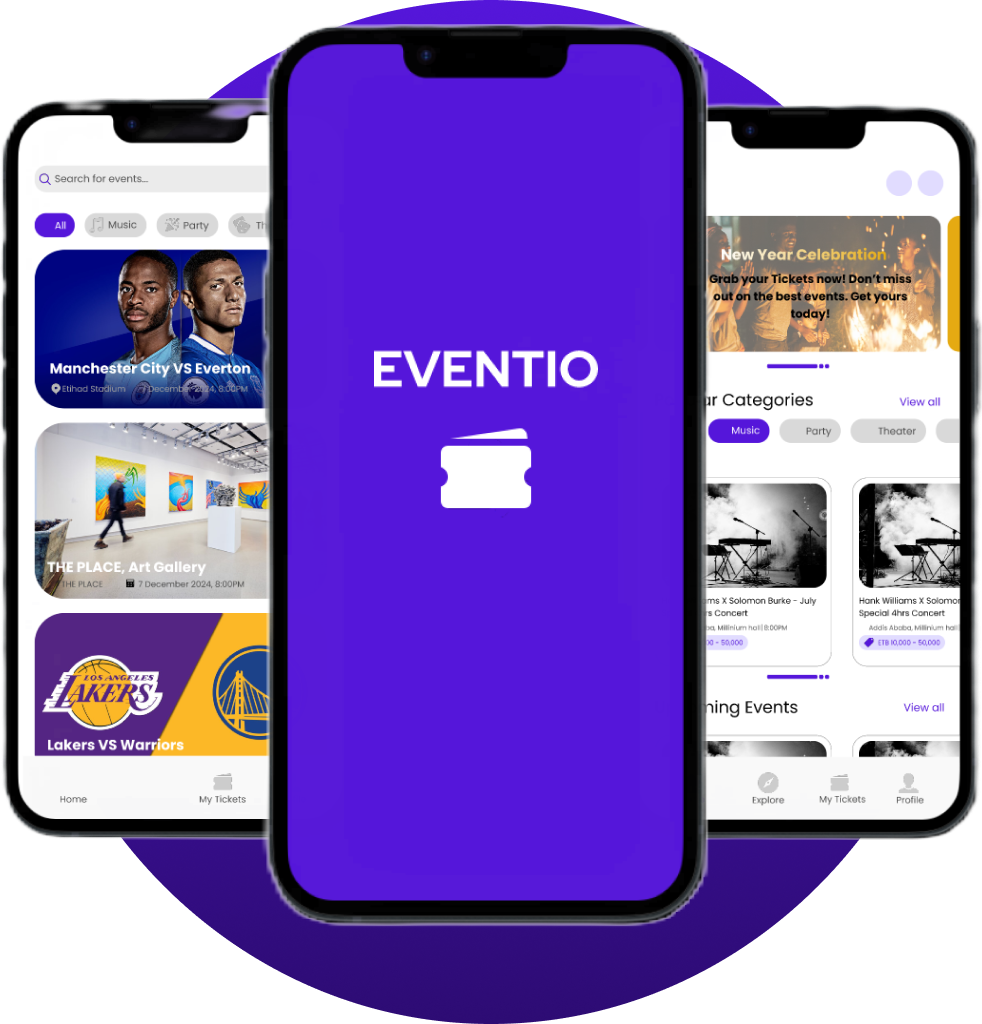 Search for events...
All
Music
Party
Th
Manchester City VS Everton
Etihad Stadium
7 December 2024, 8:00PM
THE PLACE, Art Gallery
THE PLACE
7 December 2024, 8:00PM
LOS ANGELES
LAKERS
Lakers VS Warriors
Home
My Tickets
EVENTIO
New Year Celebration
Grab your Tickets now! Don't miss
out on the best events. Get yours
today!
ar Categories
View all
Music
Party
Theater
ms X Solomon Burke - July
rs Concert
ba, Millinium hall | 8:00PM
00 - 50,000
Hank Williams X Solomo
Special 4hrs Concert
Addis Ababa, Millinium hall
ETB 10,000 - 50,000
ming Events
View all
Explore
My Tickets
Profile